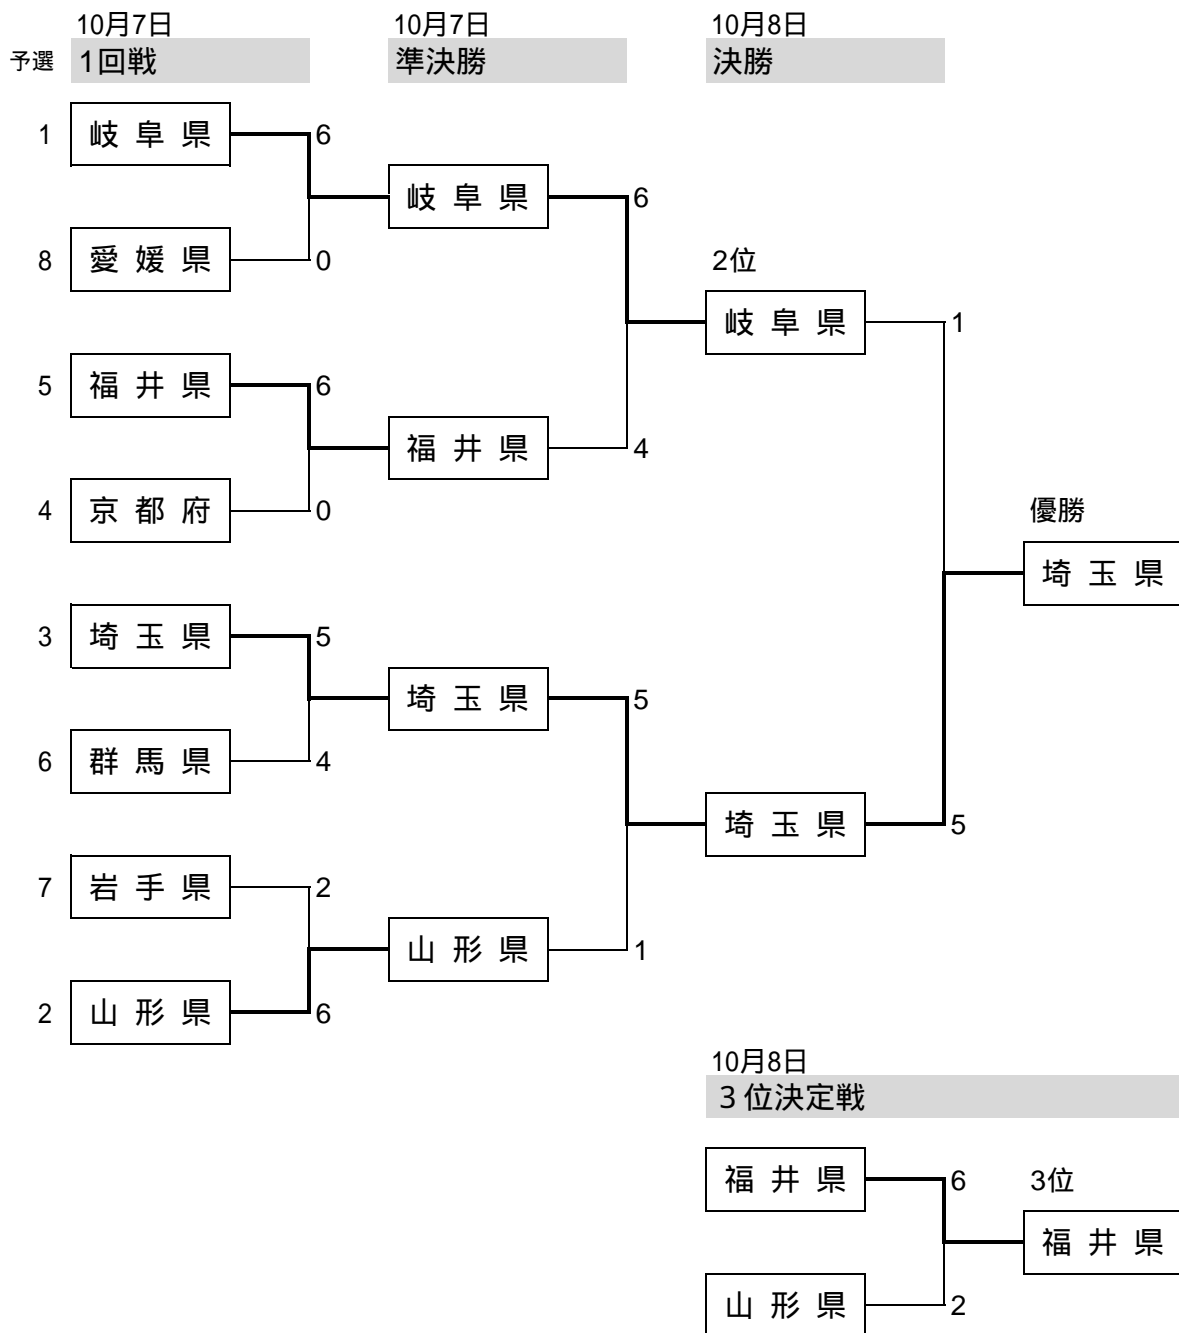 10月7日 10月7日 10月8日
予選 1回戦 準決勝 決勝
1 岐阜県 6
岐阜県 6
8 愛媛県 0 2位
岐阜県 1
5 福井県 6
福井県 4
4 京都府 0 優勝
埼玉県
3 埼玉県 5
埼玉県 5
6 群馬県 4
埼玉県 5
7 岩手県 2
山形県 1
2 山形県 6
10月8日
３位決定戦
福井県 6 3位
福井県
山形県 2